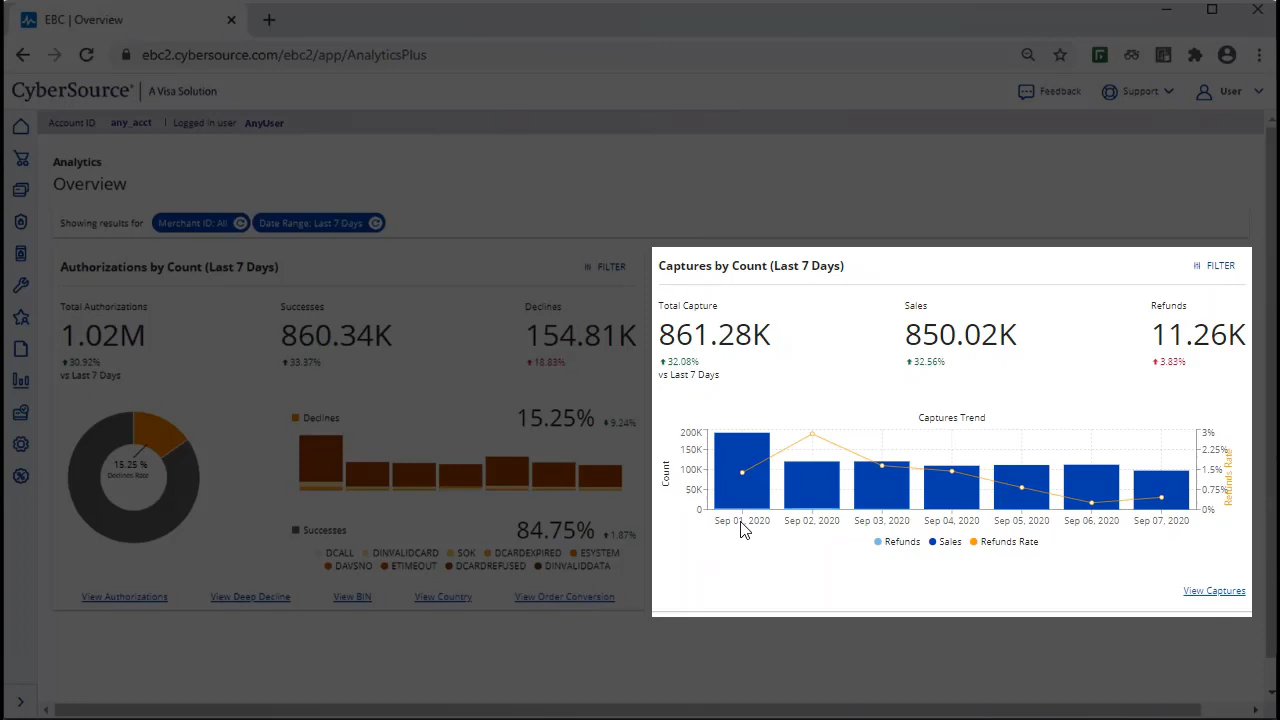 EBC | Overview
ebc2.cybersource.com/ebc2/app/AnalyticsPlus
CyberSource® | A Visa Solution
Feedback
Support
User
Account ID any_acct | Logged in user AnyUser
Analytics
Overview
Showing results for Merchant ID: All Date Range: Last 7 Days
Authorizations by Count (Last 7 Days)
FILTER
Total Authorizations
Successes
Declines
1.02M
860.34K
154.81K
30.92%
33.37%
18.83%
vs Last 7 Days
15.25 %
Declines Rate
Declines
15.25%
9.24%
Successes
84.75%
1.87%
DCALL DINVALIDCARD SOK DCARDEXPIRED ESYSTEM
DAVSNO ETIMEOUT DCARDREFUSED DINVALIDDATA
View Authorizations
View Deep Decline
View BIN
View Country
View Order Conversion
Captures by Count (Last 7 Days)
FILTER
Total Capture
Sales
Refunds
861.28K
850.02K
11.26K
32.08%
32.56%
3.83%
vs Last 7 Days
Captures Trend
Count
200K
150K
100K
50K
0
3%
2.25%
1.5%
0.75%
0%
Refunds Rate
Sep 01, 2020 Sep 02, 2020 Sep 03, 2020 Sep 04, 2020 Sep 05, 2020 Sep 06, 2020 Sep 07, 2020
Refunds Sales Refunds Rate
View Captures